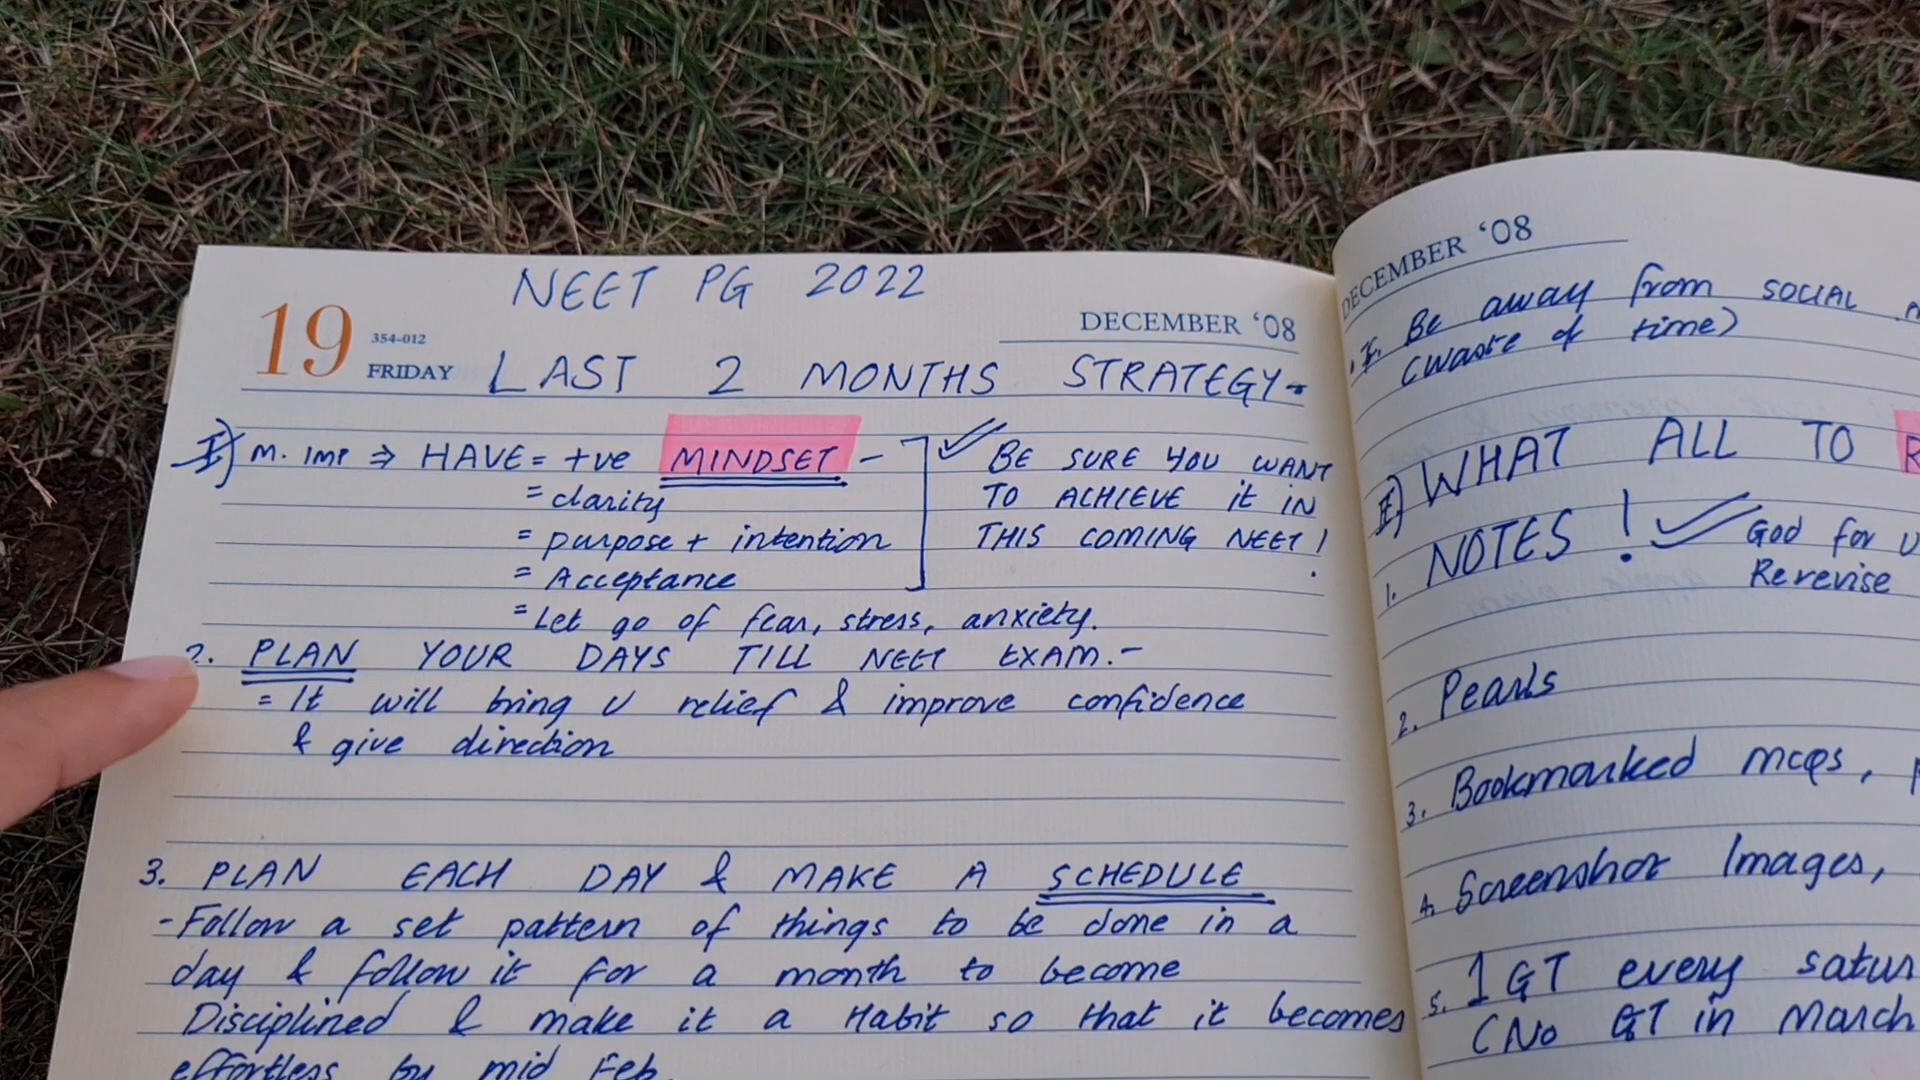 NEET PG 2022
19
354-012
FRIDAY
DECEMBER '08
LAST 2 MONTHS STRATEGY-
I) M. IMP ⇒ HAVE = +ve MINDSET -
= clarity
= purpose + intention
= Acceptance
= Let go of fear, stress, anxiety.
✓ BE SURE YOU WANT
TO ACHIEVE it IN
THIS COMING NEET!
2. PLAN YOUR DAYS TILL NEET EXAM.-
= It will bring U relief & improve confidence
& give direction
3. PLAN EACH DAY & MAKE A SCHEDULE
- Follow a set pattern of things to be done in a
day & follow it for a month to become
Disciplined & make it a Habit so that it becomes
effortless by mid Feb.
DECEMBER '08
Be away from SOCIAL
(waste of time)
II) WHAT ALL TO R
1. NOTES! ✓ God for U
Rerevise
2. Pearls
3. Bookmarked mcqs,
4. Screenshot Images,
5. 1 GT every satur
(No GT in March